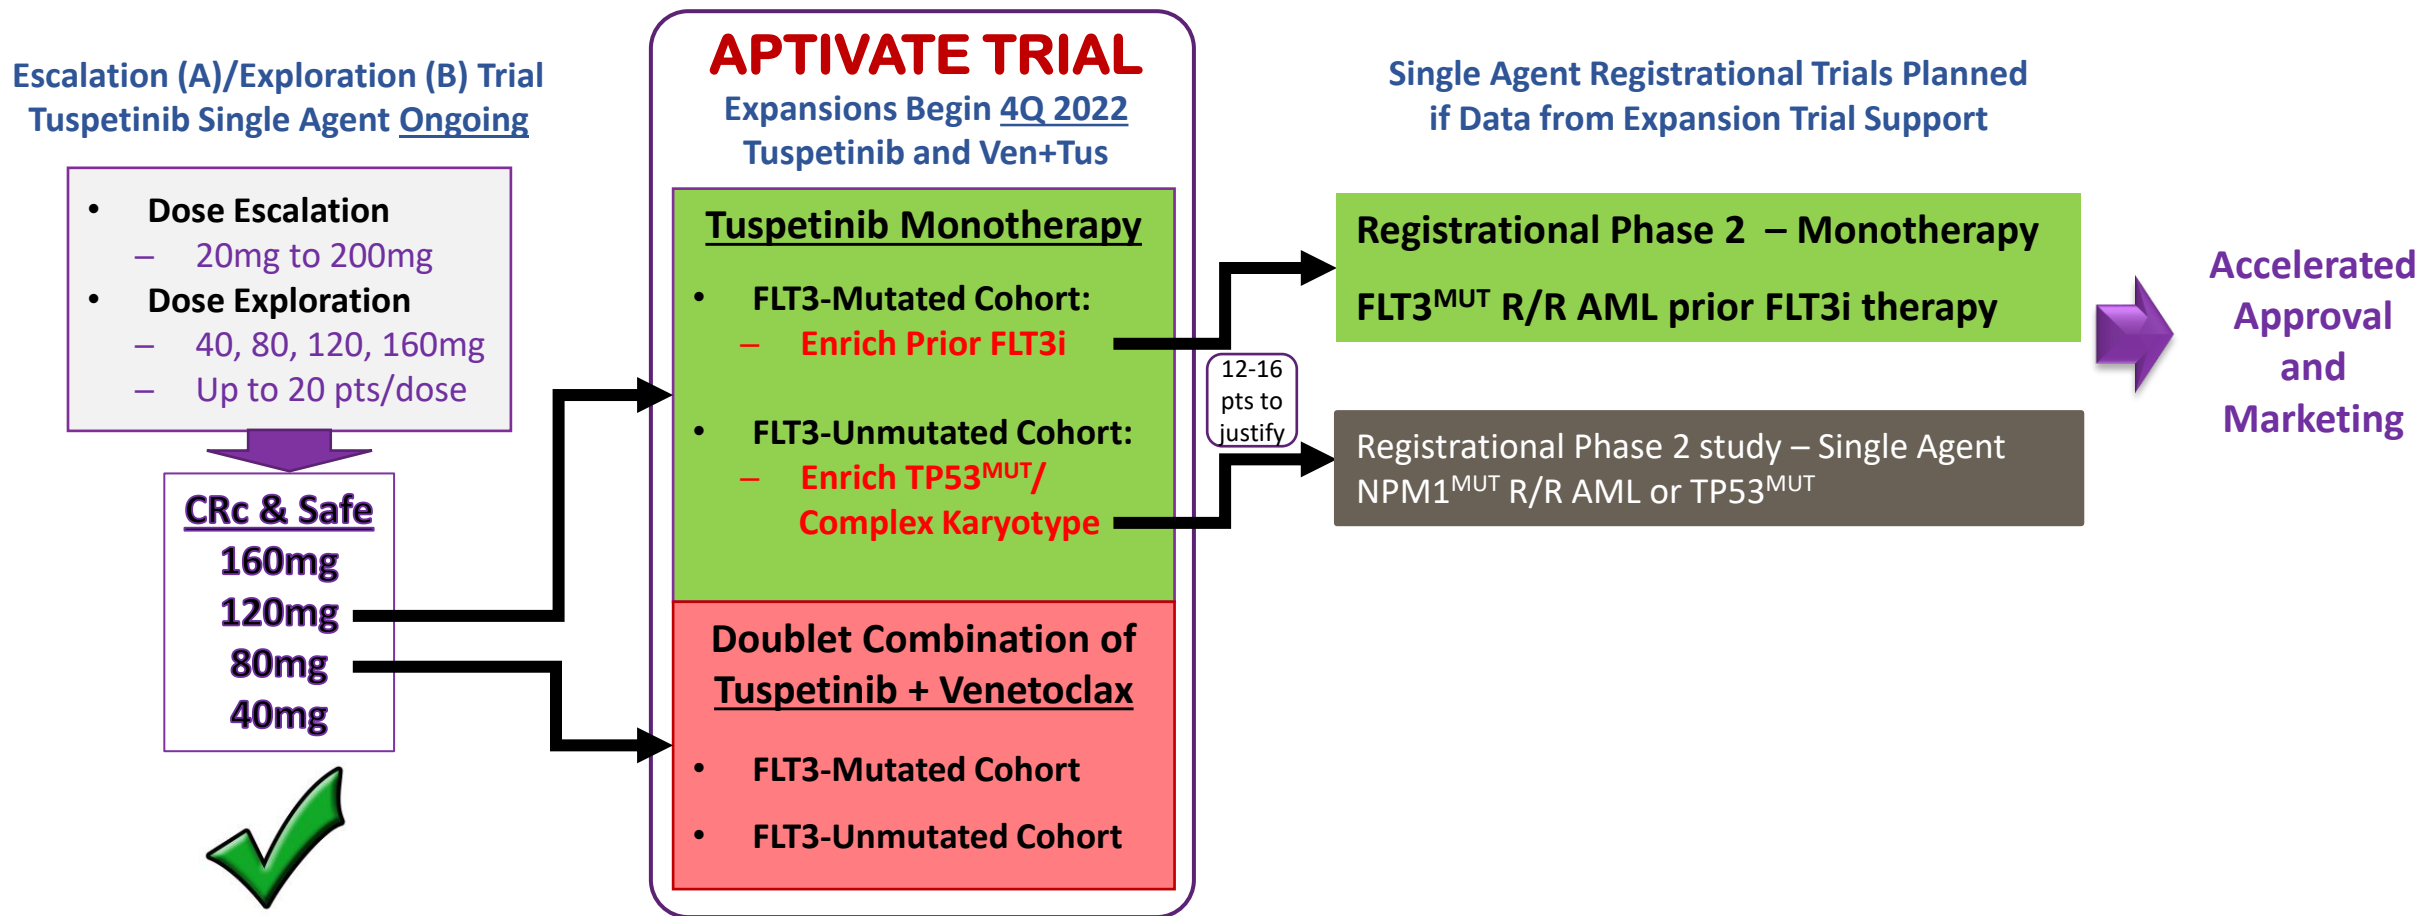 Escalation (A)/Exploration (B) Trial
Tuspetinib Single Agent Ongoing
• Dose Escalation
– 20mg to 200mg
• Dose Exploration
– 40, 80, 120, 160mg
– Up to 20 pts/dose
CRc & Safe
160mg
120mg
80mg
40mg
APTIVATE TRIAL
Expansions Begin 4Q 2022
Tuspetinib and Ven+Tus
Tuspetinib Monotherapy
• FLT3-Mutated Cohort:
– Enrich Prior FLT3i
• FLT3-Unmutated Cohort:
– Enrich TP53ᴹᵁᵀ/
Complex Karyotype
Doublet Combination of
Tuspetinib + Venetoclax
• FLT3-Mutated Cohort
• FLT3-Unmutated Cohort
12-16
pts to
justify
Single Agent Registrational Trials Planned
if Data from Expansion Trial Support
Registrational Phase 2 – Monotherapy
FLT3ᴹᵁᵀ R/R AML prior FLT3i therapy
Registrational Phase 2 study – Single Agent
NPM1ᴹᵁᵀ R/R AML or TP53ᴹᵁᵀ
Accelerated
Approval
and
Marketing